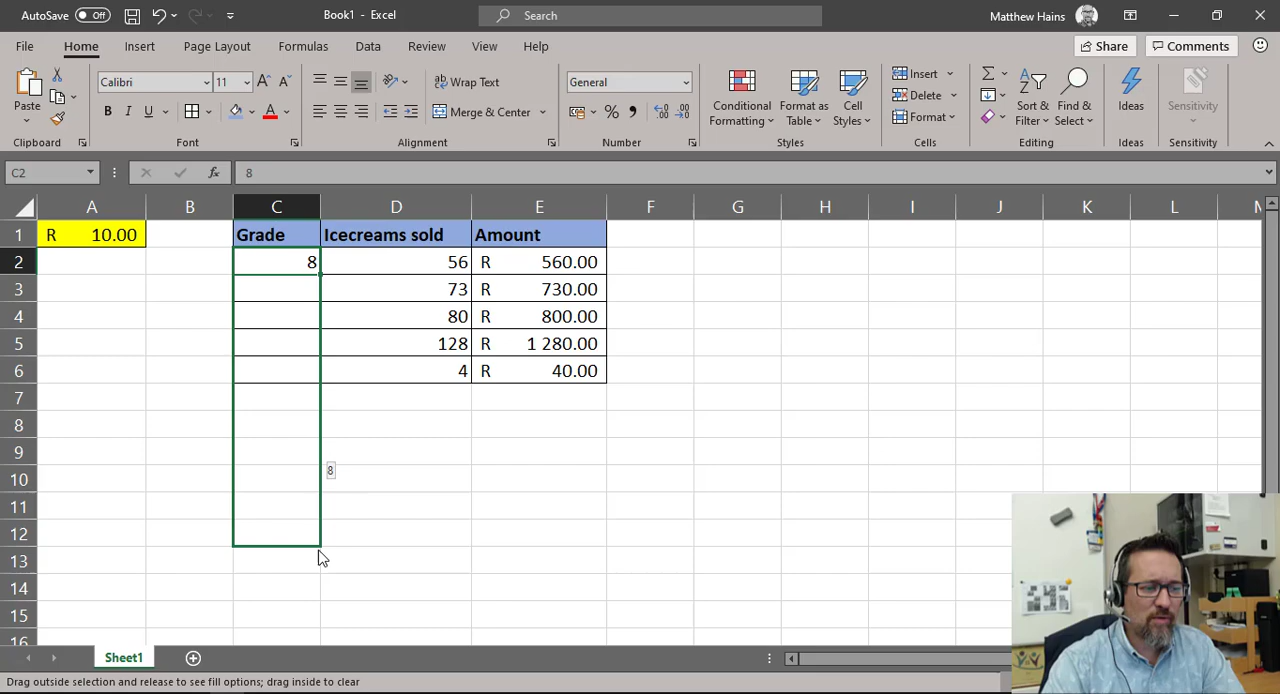 AutoSave Off Book1 - Excel Search Matthew Hains
File Home Insert Page Layout Formulas Data Review View Help Share Comments
Paste
Clipboard
Calibri 11
B I U
Font
Wrap Text
Merge & Center
Alignment
General
%
Number
Conditional Formatting
Format as Table
Cell Styles
Styles
Insert
Delete
Format
Cells
Sort & Filter
Find & Select
Editing
Ideas
Ideas
Sensitivity
Sensitivity
C2 fx 8
A B C D E F G H I J K L M
1 R 10.00 Grade Icecreams sold Amount
2 8 56 R 560.00
3 73 R 730.00
4 80 R 800.00
5 128 R 1 280.00
6 4 R 40.00
7
8
9
10 8
11
12
13
14
15
16
Sheet1
Drag outside selection and release to see fill options; drag inside to clear